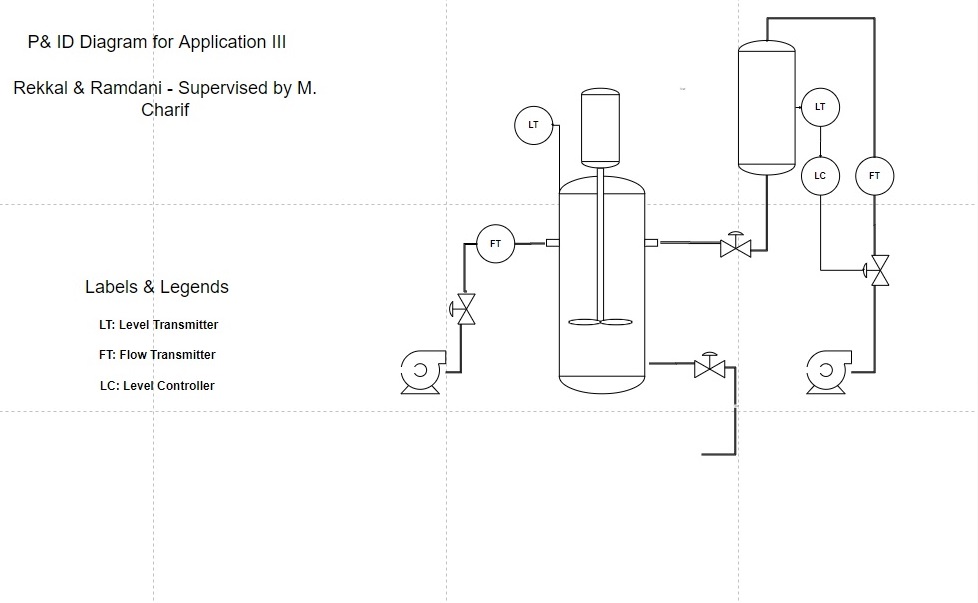 P& ID Diagram for Application III
Rekkal & Ramdani - Supervised by M.
Charif
LT
LT
LC
FT
FT
Labels & Legends
LT: Level Transmitter
FT: Flow Transmitter
LC: Level Controller